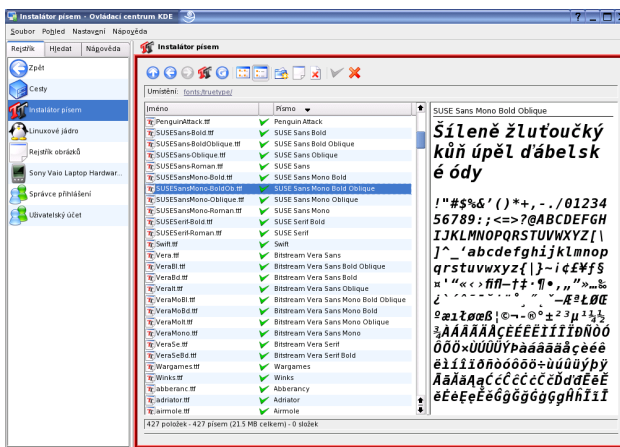 Instalátor písem - Ovládací centrum KDE
Soubor Pohled Nastavení Nápověda
Rejstřík Hledat Nápověda
Zpět
Cesty
Instalátor písem
Linuxové jádro
Rejstřík obrázků
Sony Vaio Laptop Hardwar...
Správce přihlášení
Uživatelský účet
Instalátor písem
Umístění: fonts:/truetype/
Jméno Písmo
PenguinAttack.ttf Penguin Attack
SUSESans-Bold.ttf SUSE Sans Bold
SUSESans-BoldOblique.ttf SUSE Sans Bold Oblique
SUSESans-Oblique.ttf SUSE Sans Oblique
SUSESans-Roman.ttf SUSE Sans
SUSESansMono-Bold.ttf SUSE Sans Mono Bold
SUSESansMono-BoldOb.ttf SUSE Sans Mono Bold Oblique
SUSESansMono-Oblique.ttf SUSE Sans Mono Oblique
SUSESansMono-Roman.ttf SUSE Sans Mono
SUSESerif-Bold.ttf SUSE Serif Bold
SUSESerif-Roman.ttf SUSE Serif
Swift.ttf Swift
Vera.ttf Bitstream Vera Sans
VeraBI.ttf Bitstream Vera Sans Bold Oblique
VeraBd.ttf Bitstream Vera Sans Bold
VeraIt.ttf Bitstream Vera Sans Oblique
VeraMoBI.ttf Bitstream Vera Sans Mono Bold Oblique
VeraMoBd.ttf Bitstream Vera Sans Mono Bold
VeraMoIt.ttf Bitstream Vera Sans Mono Oblique
VeraMono.ttf Bitstream Vera Sans Mono
VeraSe.ttf Bitstream Vera Serif
VeraSeBd.ttf Bitstream Vera Serif Bold
Wargames.ttf Wargames
Winks.ttf Winks
abberanc.ttf Abberancy
adriator.ttf Adriator
airmole.ttf Airmole
427 položek - 427 písem (21.5 MB celkem) - 0 složek
SUSE Sans Mono Bold Oblique
Šíleně žluťoučký
kůň úpěl ďábelsk
é ódy
!"#$%&'()*+,-./01234
56789:;<=>?@ABCDEFGH
IJKLMNOPQRSTUVWXYZ[\
]^_‘abcdefghijklmnop
qrstuvwxyz{|}~¡¢£¥ƒ§